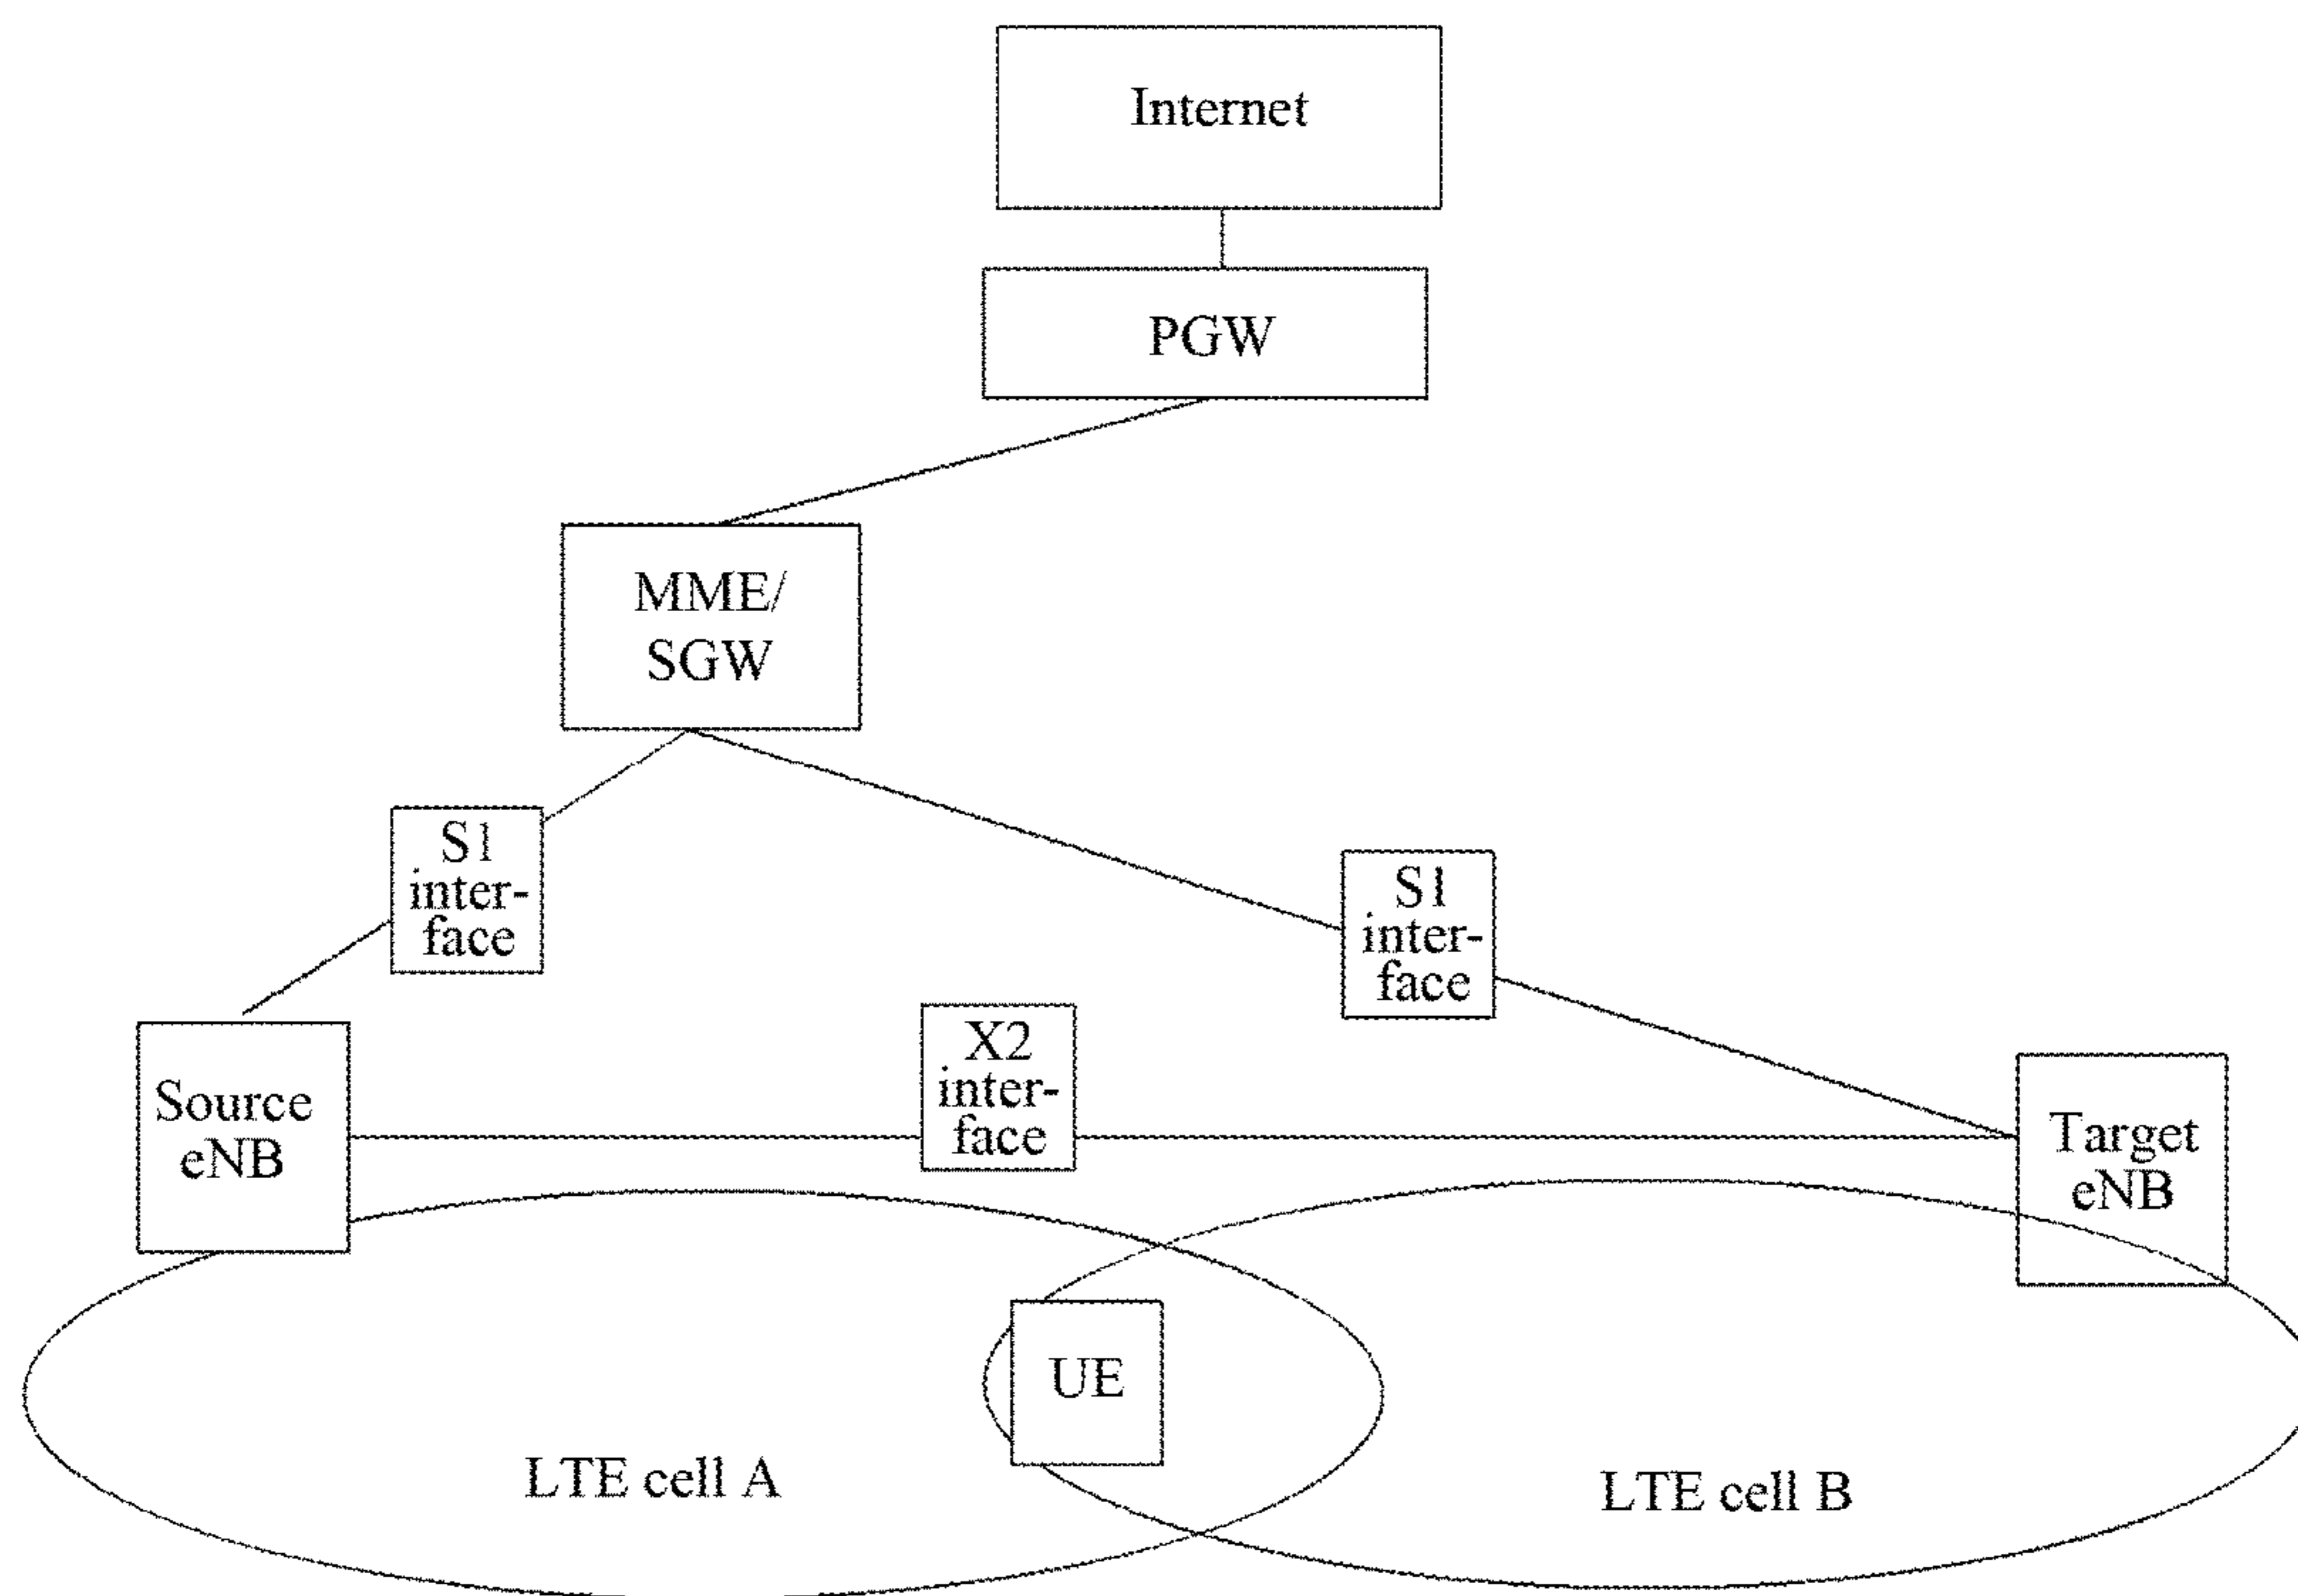 Internet
PGW
MME/
SGW
S1
inter-
face
S1
inter-
face
X2
inter-
face
Source
eNB
Target
eNB
UE
LTE cell A
LTE cell B